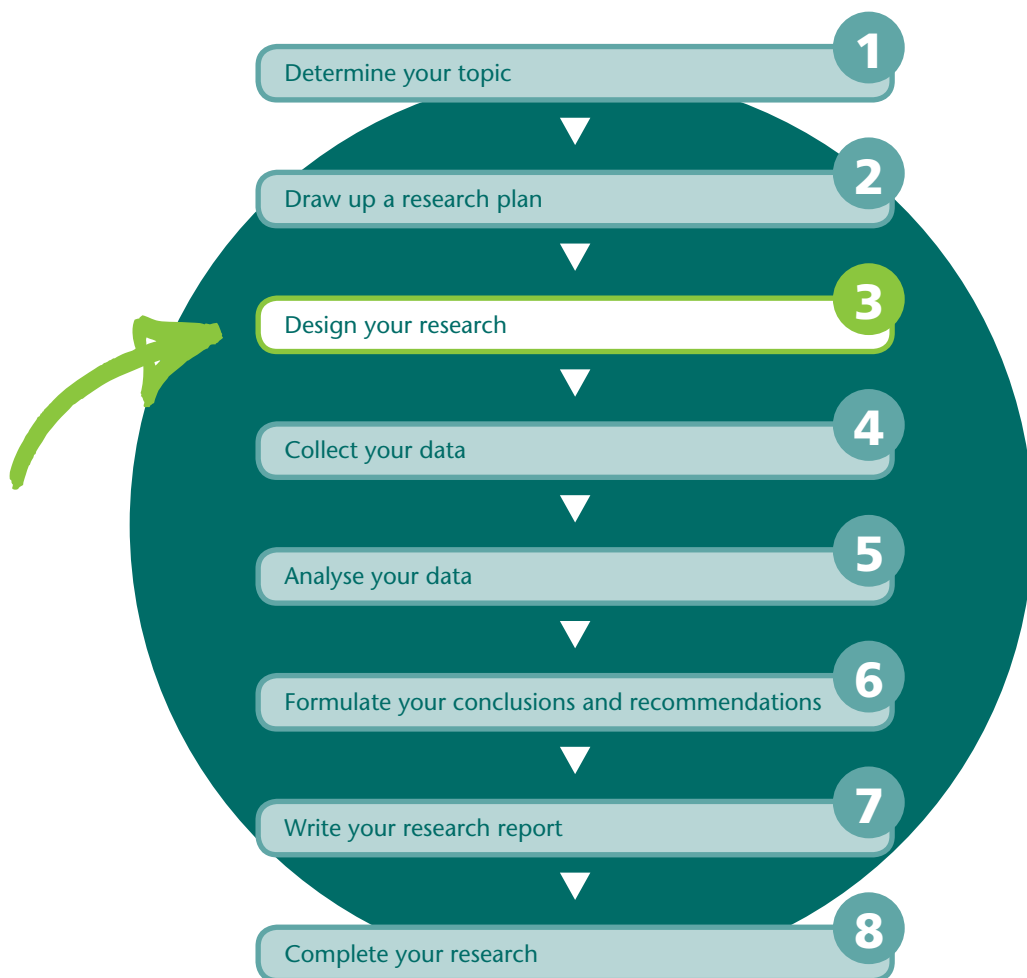 1
Determine your topic
2
Draw up a research plan
3
Design your research
4
Collect your data
5
Analyse your data
6
Formulate your conclusions and recommendations
7
Write your research report
8
Complete your research